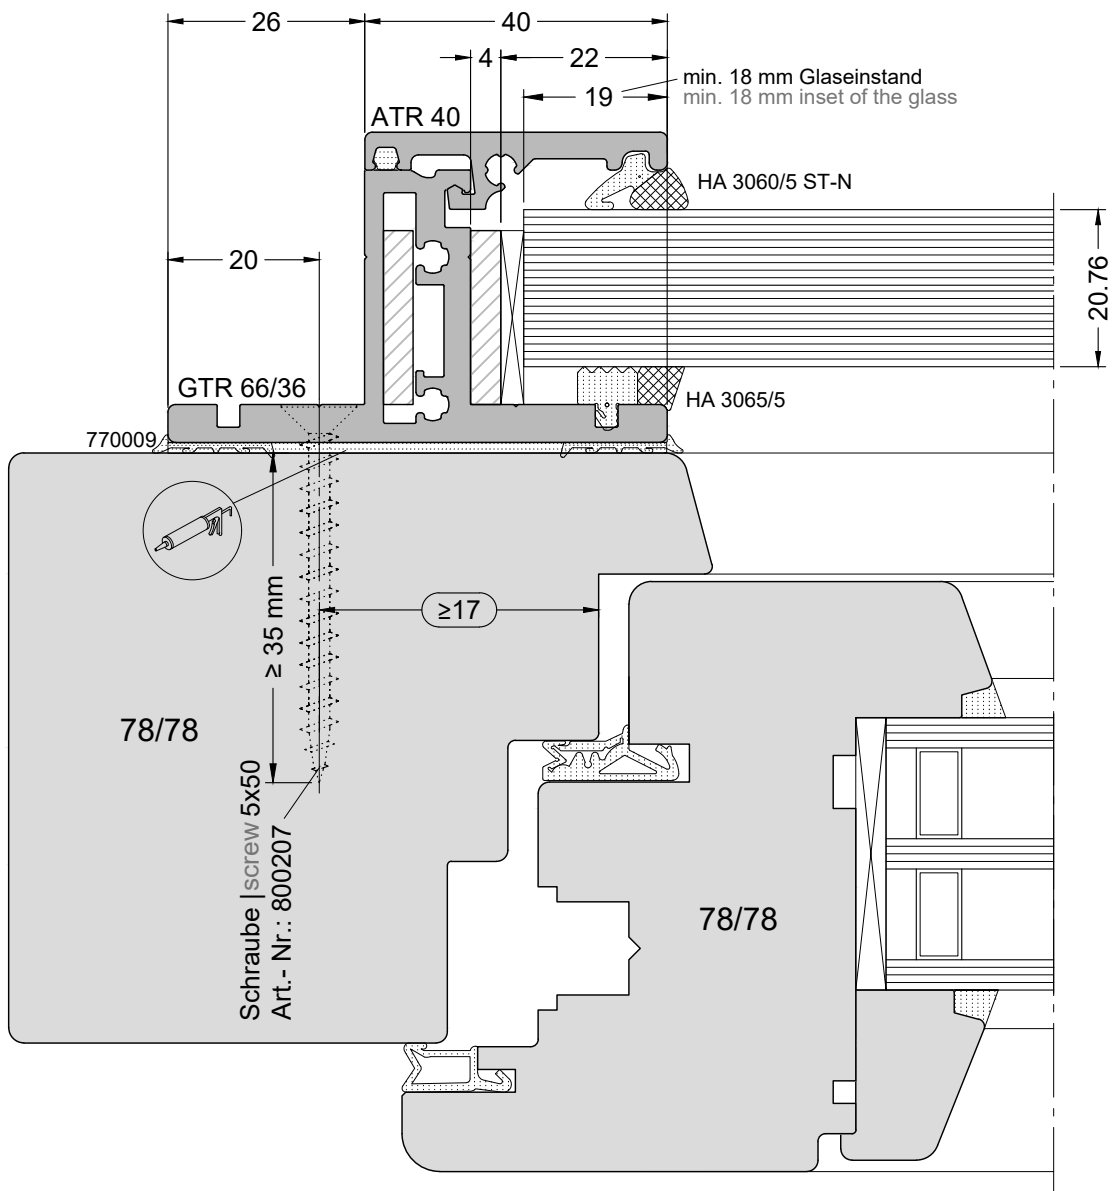 26
40
4
22
19
min. 18 mm Glaseinstand
min. 18 mm inset of the glass
ATR 40
HA 3060/5 ST-N
20
20.76
GTR 66/36
HA 3065/5
770009
≥17
≥ 35 mm
78/78
Schraube | screw 5x50
Art.- Nr.: 800207
78/78